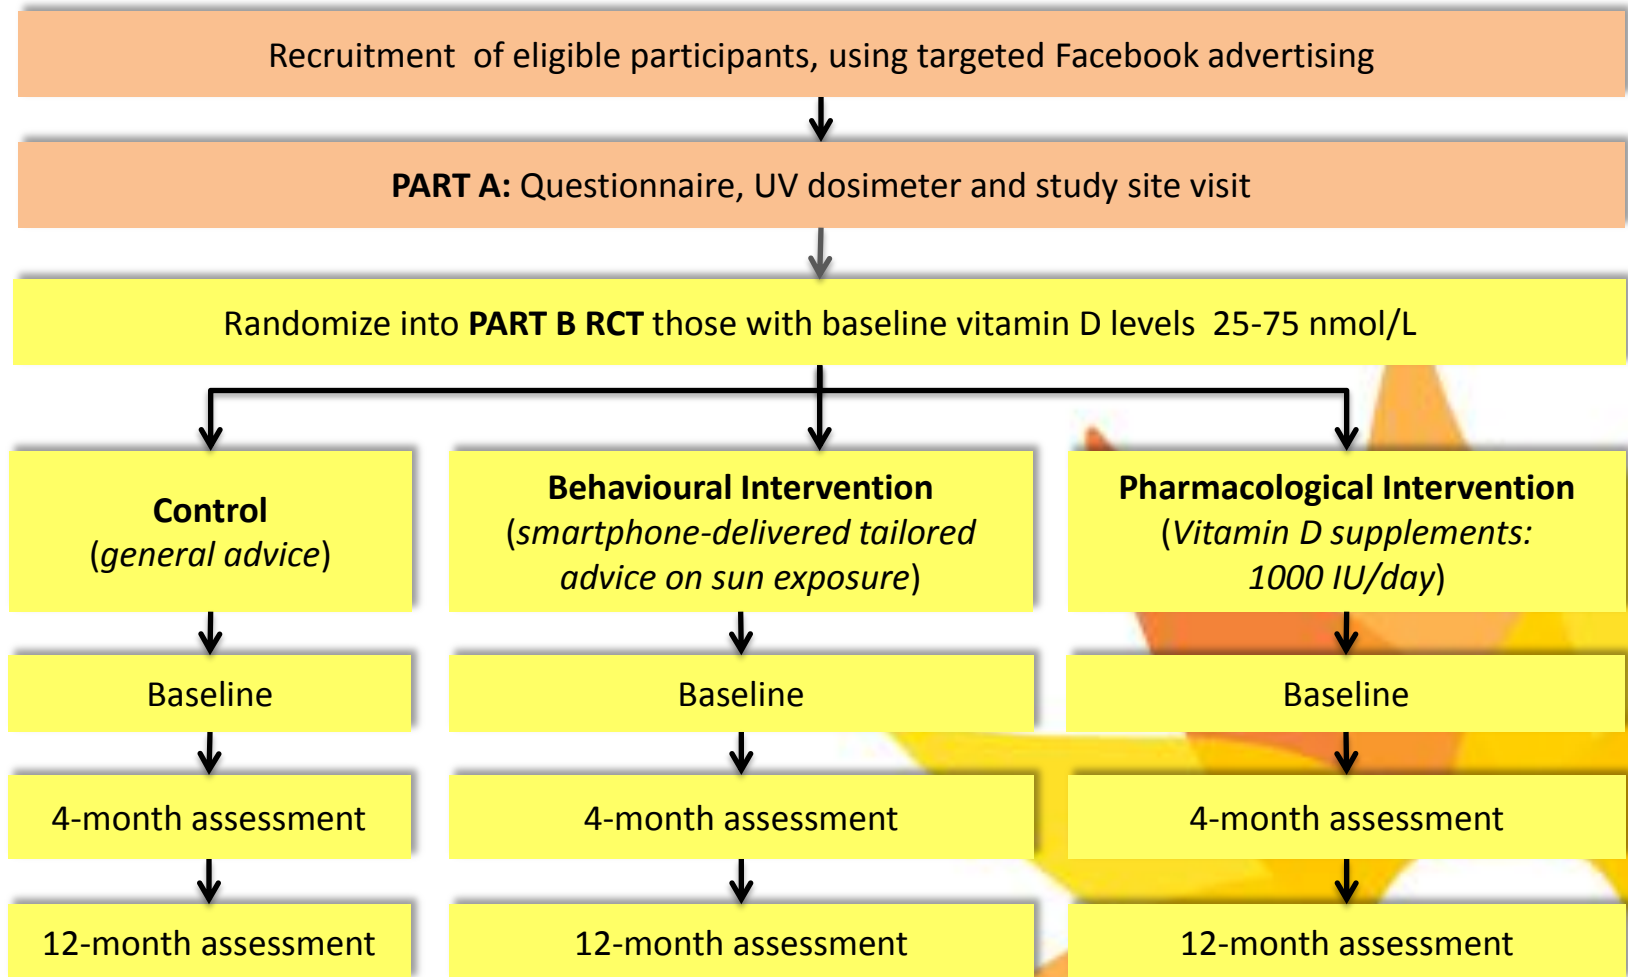 Recruitment of eligible participants, using targeted Facebook advertising
PART A: Questionnaire, UV dosimeter and study site visit
Randomize into PART B RCT those with baseline vitamin D levels 25-75 nmol/L
Control
(general advice)
Behavioural Intervention
(smartphone-delivered tailored
advice on sun exposure)
Pharmacological Intervention
(Vitamin D supplements:
1000 IU/day)
Baseline
Baseline
Baseline
4-month assessment
4-month assessment
4-month assessment
12-month assessment
12-month assessment
12-month assessment